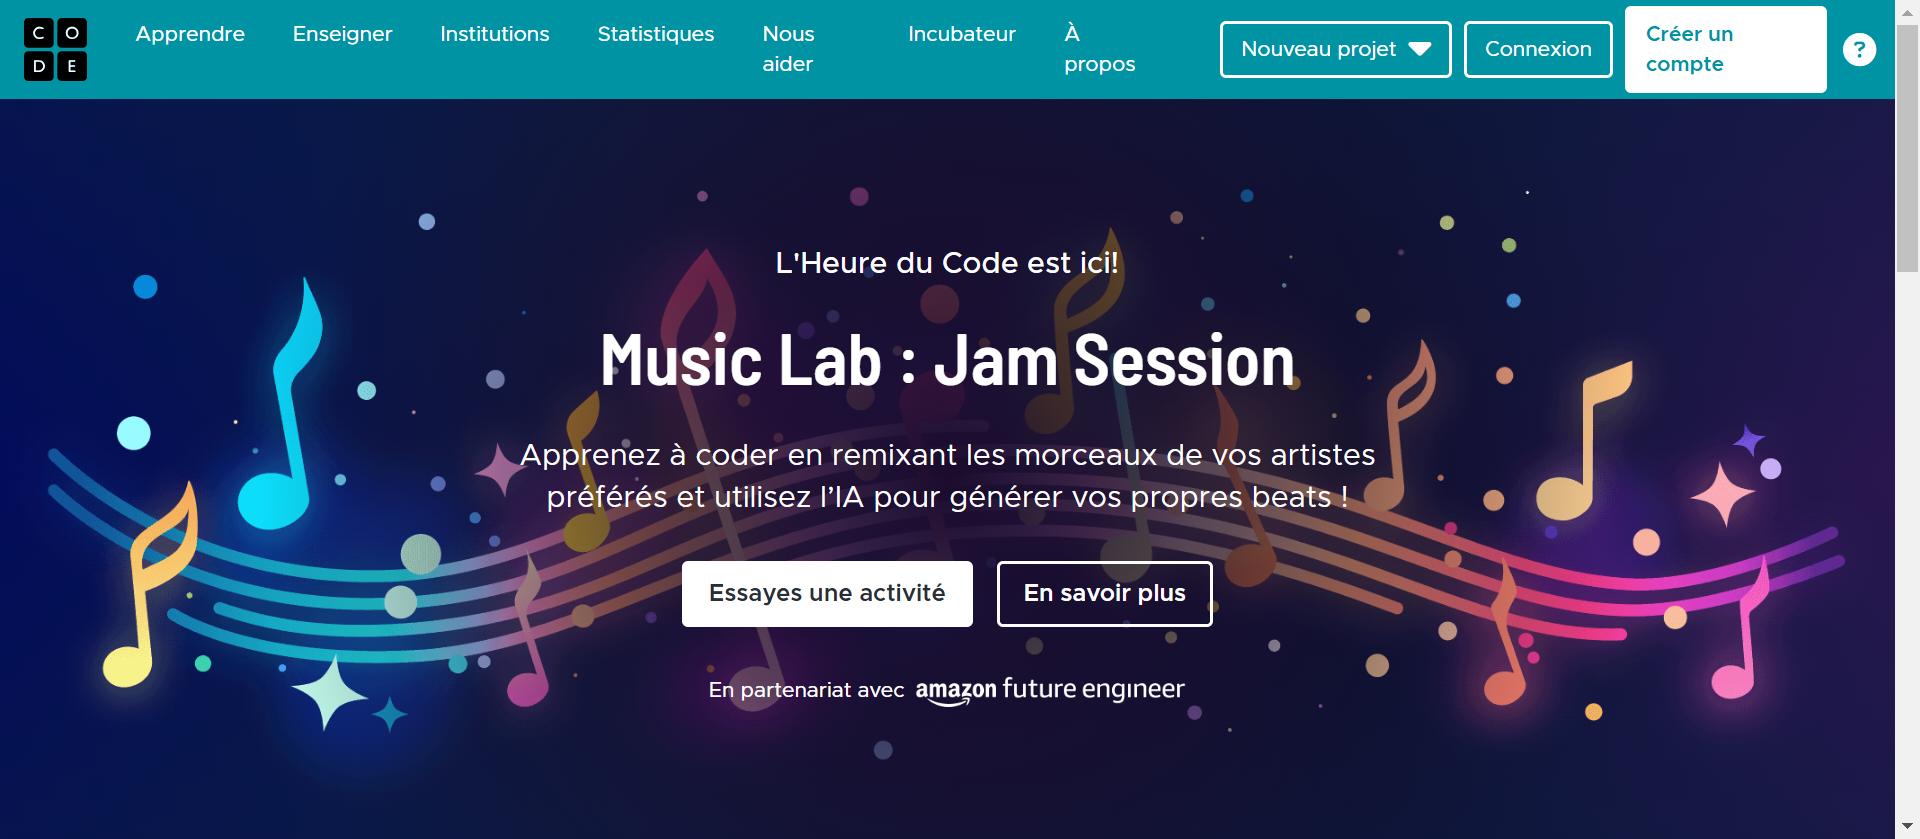 CO
DE
Apprendre
Enseigner
Institutions
Statistiques
Nous
aider
Incubateur
À
propos
Nouveau projet
Connexion
Créer un
compte
?
L'Heure du Code est ici!
Music Lab : Jam Session
Apprenez à coder en remixant les morceaux de vos artistes
préférés et utilisez l’IA pour générer vos propres beats !
Essayes une activité
En savoir plus
En partenariat avec amazon future engineer